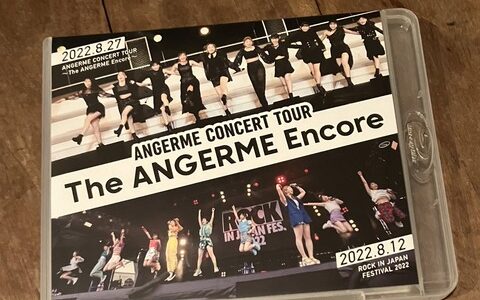 2022.8.27
ANGERME CONCERT TOUR
~The ANGERME Encore~
ANGERME CONCERT TOUR
The ANGERME Encore
ROCK
IN JAPAN FES.
2022
2022.8.12
ROCK IN JAPAN
FESTIVAL 2022